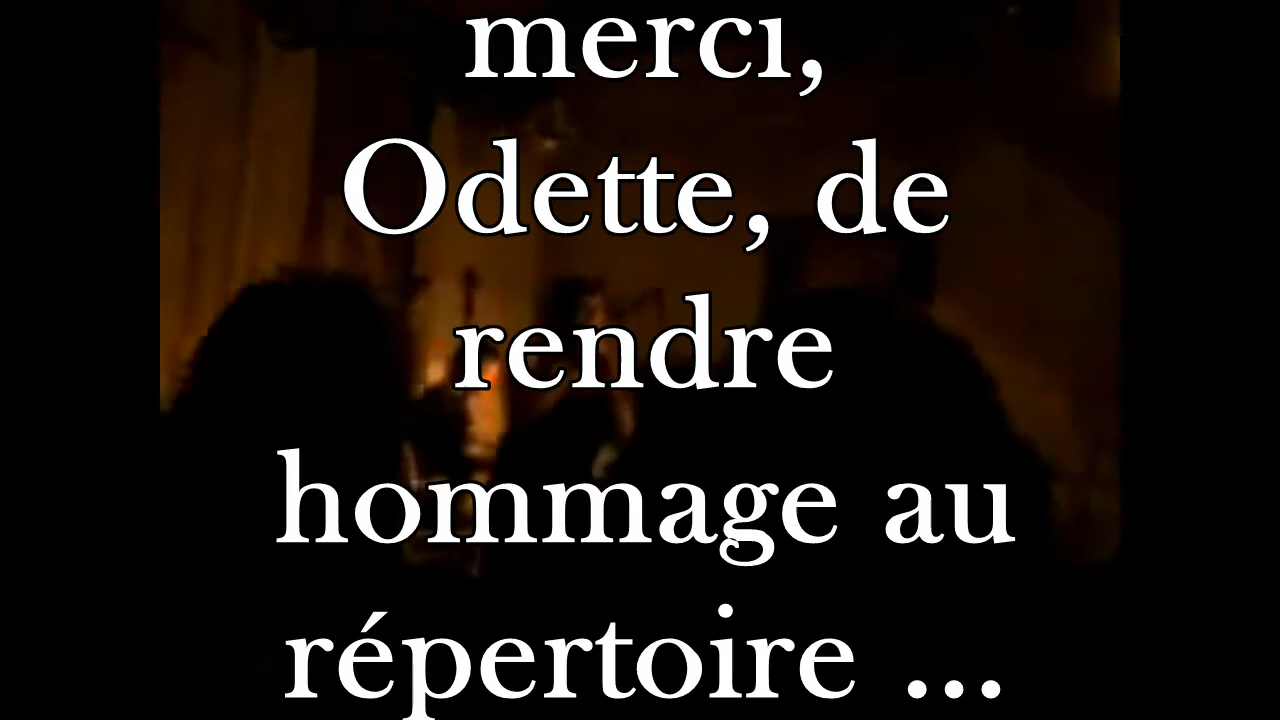 merci,
Odette, de
rendre
hommage au
répertoire ...